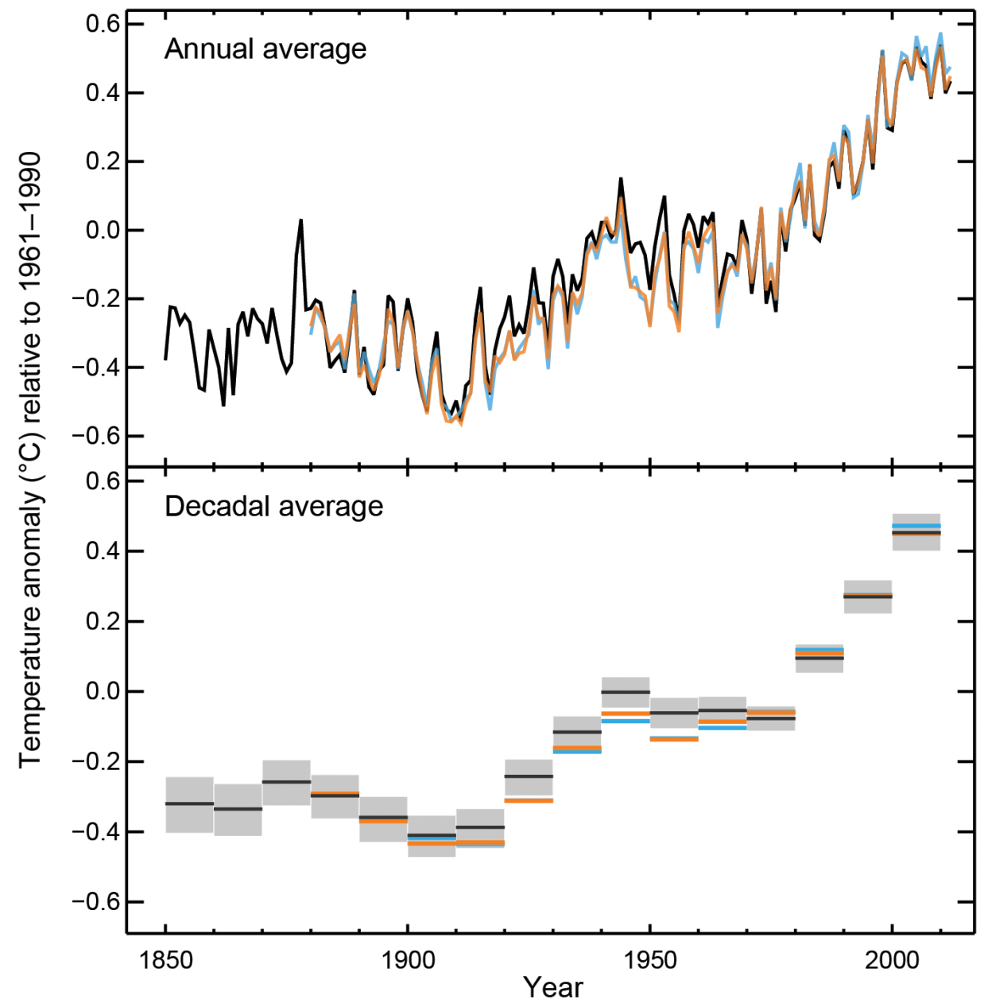 Temperature anomaly (°C) relative to 1961–1990
Annual average
0.6
0.4
0.2
0.0
−0.2
−0.4
−0.6
Decadal average
0.6
0.4
0.2
0.0
−0.2
−0.4
−0.6
1850 1900 1950 2000
Year